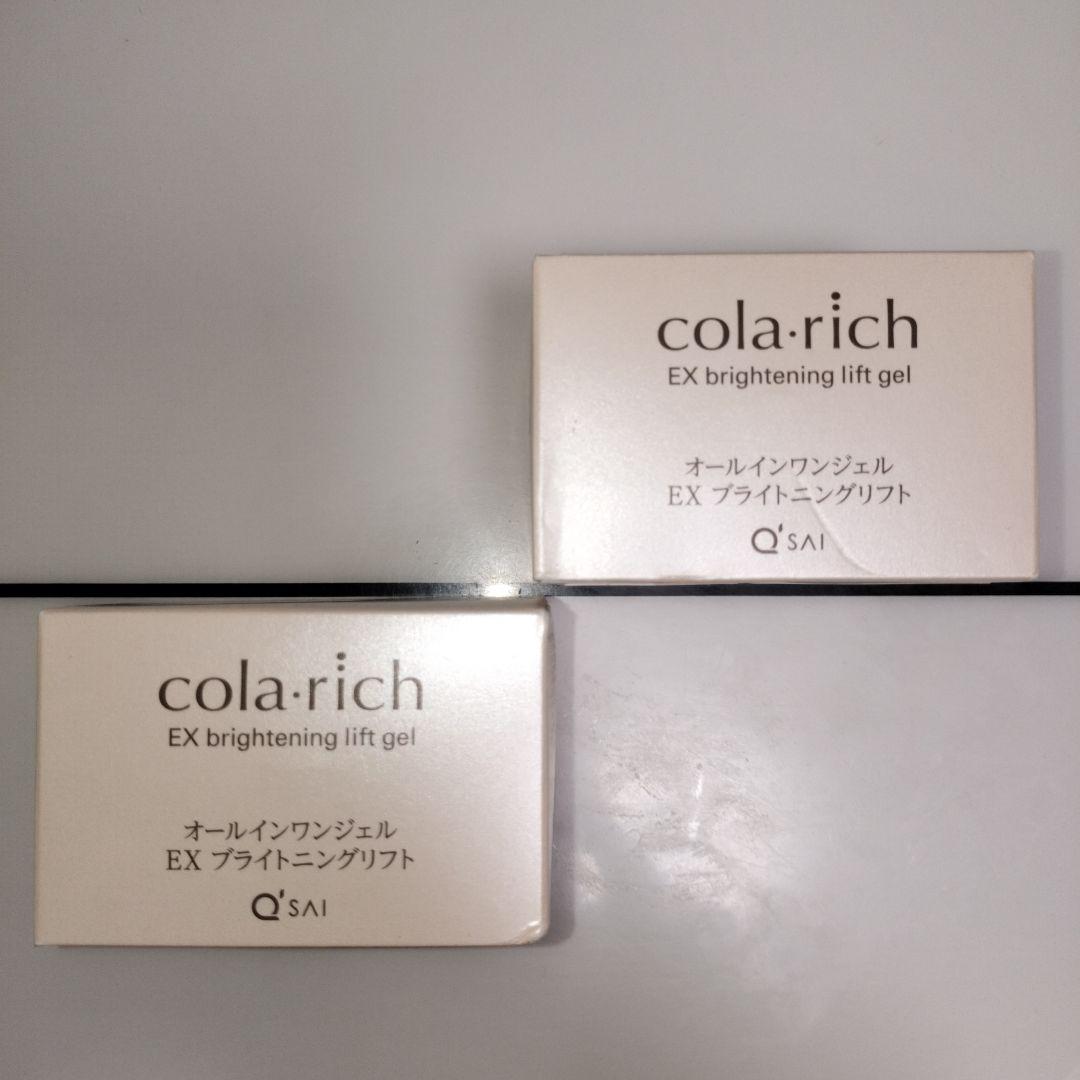 cola·rich
EX brightening lift gel
オールインワンジェル
EX ブライトニングリフト
Q'SAI
cola·rich
EX brightening lift gel
オールインワンジェル
EX ブライトニングリフト
Q'SAI